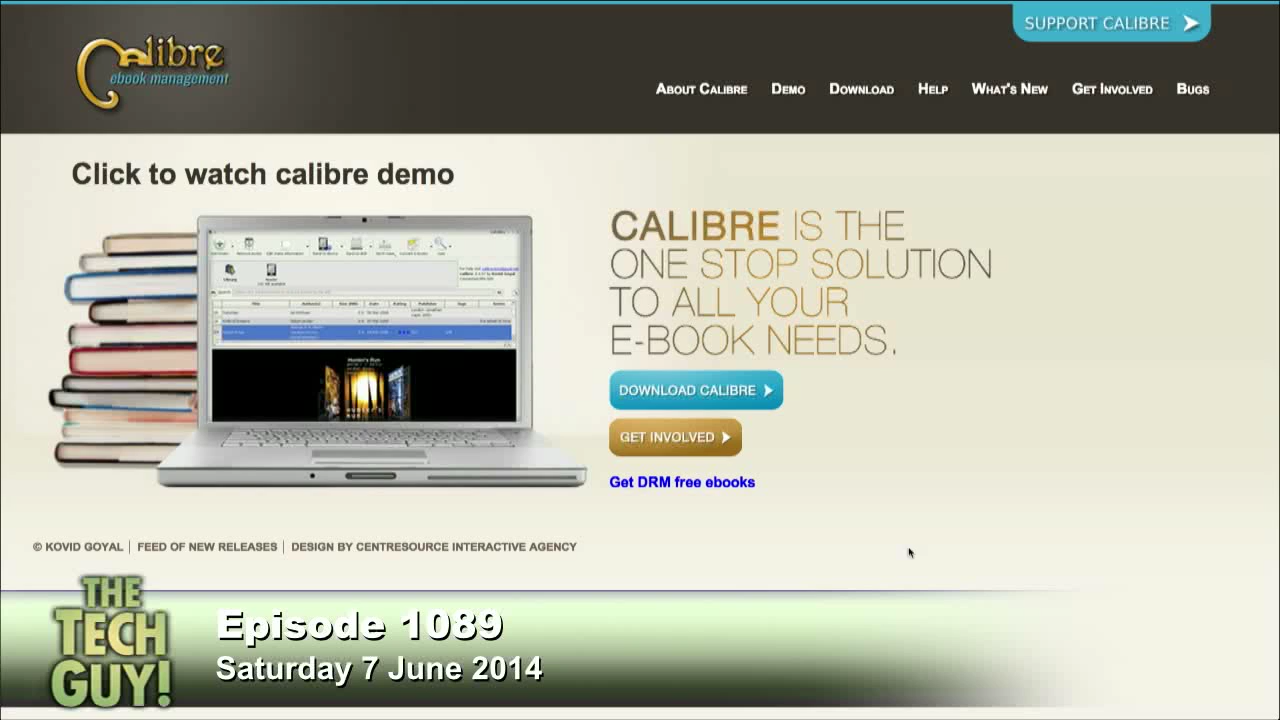 SUPPORT CALIBRE
Calibre
ebook management
ABOUT CALIBRE DEMO DOWNLOAD HELP WHAT'S NEW GET INVOLVED BUGS
Click to watch calibre demo
CALIBRE IS THE
ONE STOP SOLUTION
TO ALL YOUR
E-BOOK NEEDS.
DOWNLOAD CALIBRE
GET INVOLVED
Get DRM free ebooks
© KOVID GOYAL | FEED OF NEW RELEASES | DESIGN BY CENTRESOURCE INTERACTIVE AGENCY
THE
TECH
GUY!
Episode 1089
Saturday 7 June 2014